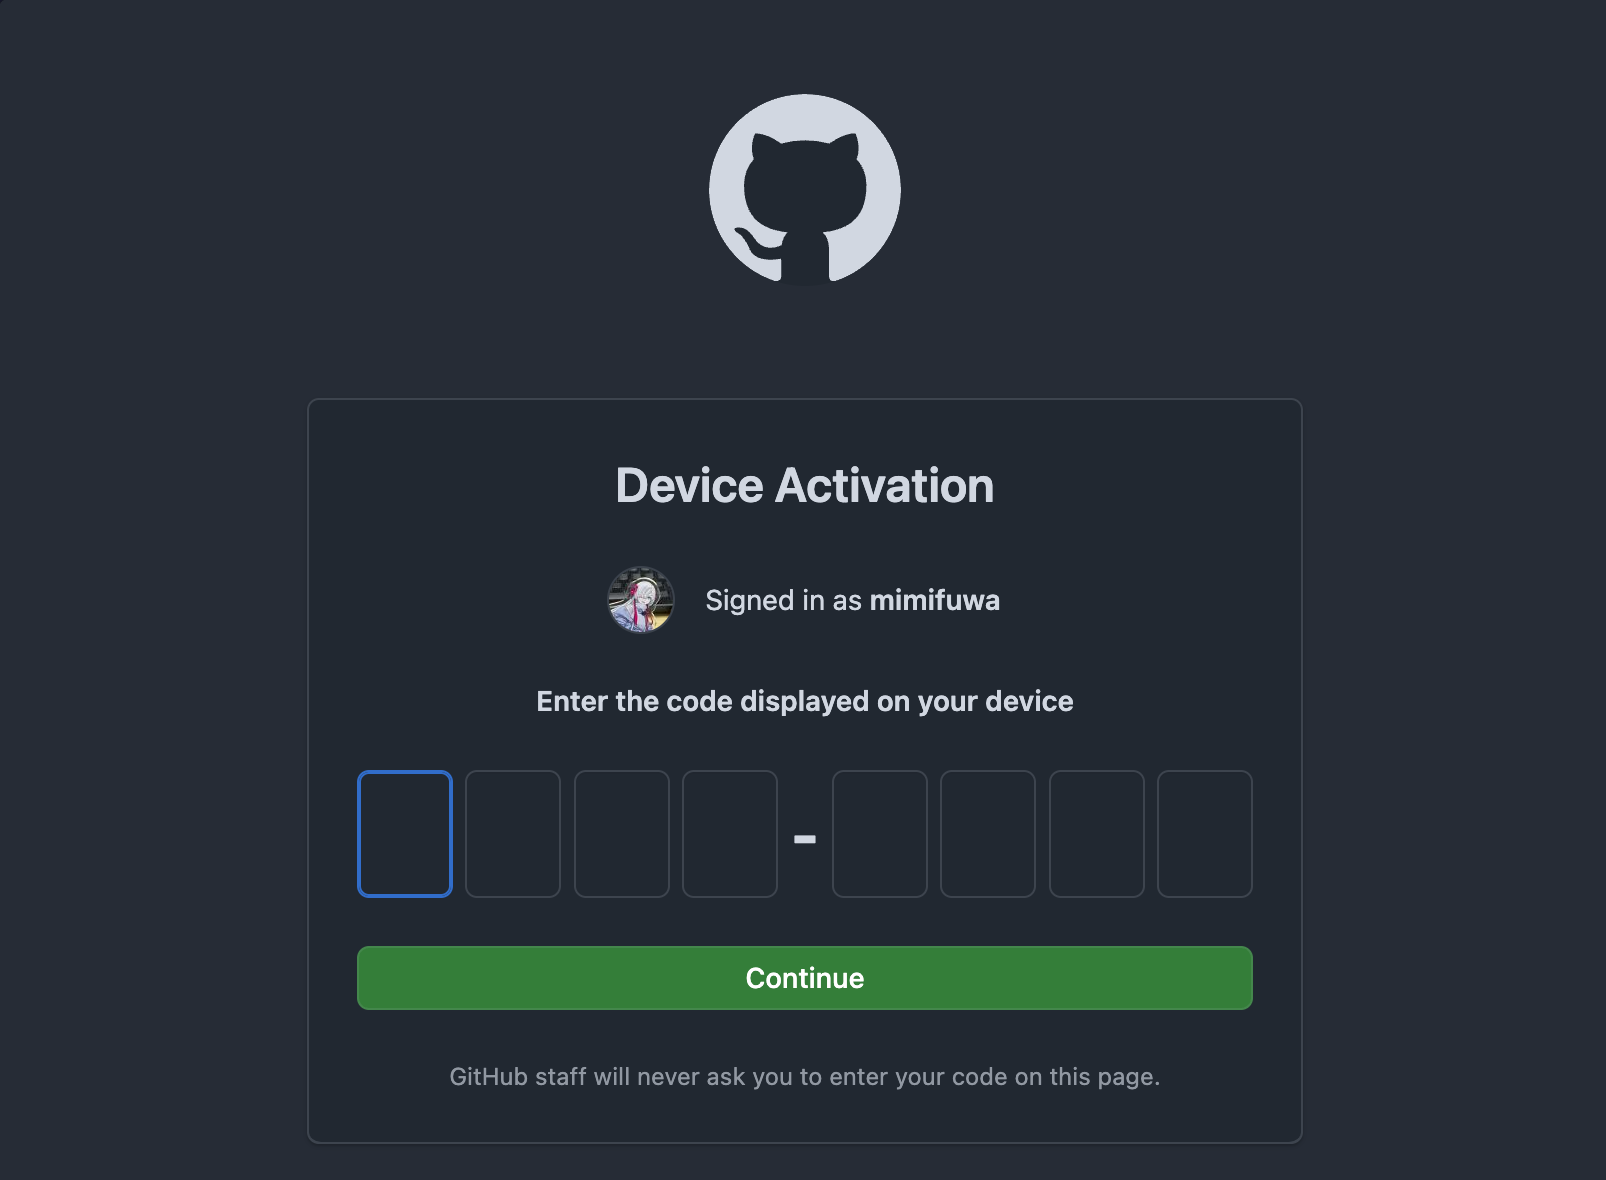 Device Activation
Signed in as mimifuwa
Enter the code displayed on your device
-
Continue
GitHub staff will never ask you to enter your code on this page.